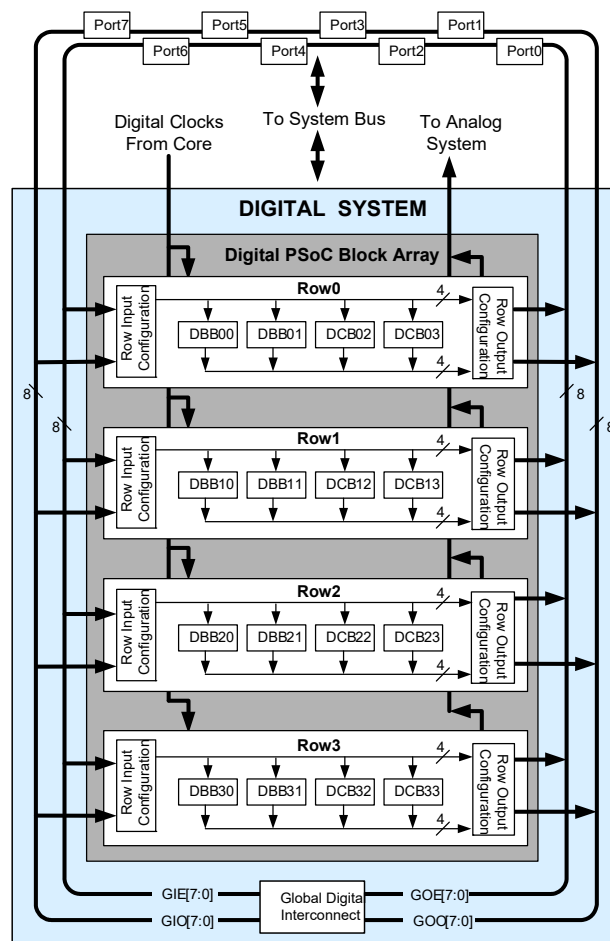 Port7
Port5
Port3
Port1
Port6
Port4
Port2
Port0
Digital Clocks
From Core
To System Bus
To Analog
System
DIGITAL SYSTEM
Digital PSoC Block Array
Row Input
Configuration
Row0
4
DBB00
DBB01
DCB02
DCB03
4
Row Output
Configuration
8
8
8
8
Row Input
Configuration
Row1
4
DBB10
DBB11
DCB12
DCB13
4
Row Output
Configuration
Row Input
Configuration
Row2
4
DBB20
DBB21
DCB22
DCB23
4
Row Output
Configuration
Row Input
Configuration
Row3
4
DBB30
DBB31
DCB32
DCB33
4
Row Output
Configuration
GIE[7:0]
GIO[7:0]
Global Digital
Interconnect
GOE[7:0]
GOO[7:0]